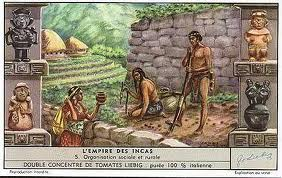 L'EMPIRE DES INCAS
5. Organisation sociale et rurale
DOUBLE CONCENTRÉ DE TOMATES LIEBIG : purée 100 % italienne
Reproduction interdite
Explication au verso